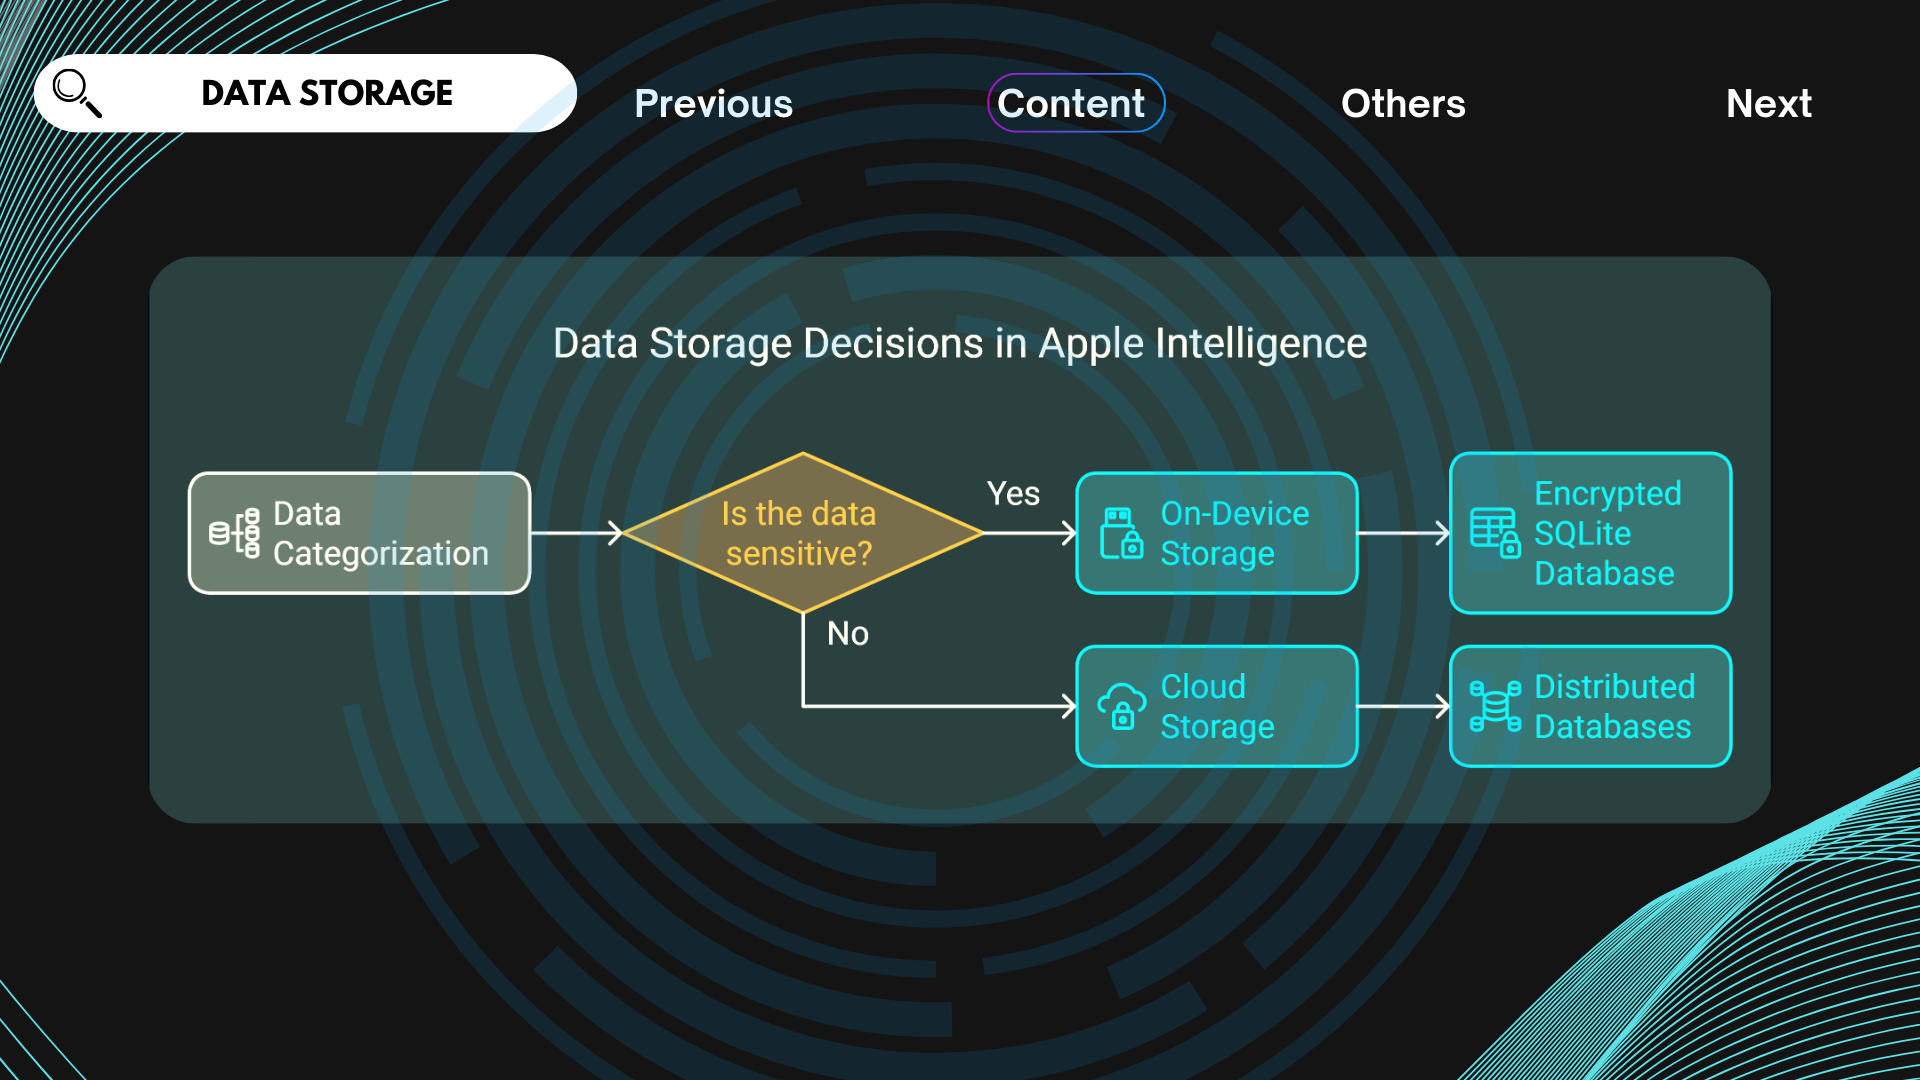 DATA STORAGE
Previous
Content
Others
Next
Data Storage Decisions in Apple Intelligence
Data
Categorization
Is the data
sensitive?
Yes
On-Device
Storage
Encrypted
SQLite
Database
No
Cloud
Storage
Distributed
Databases